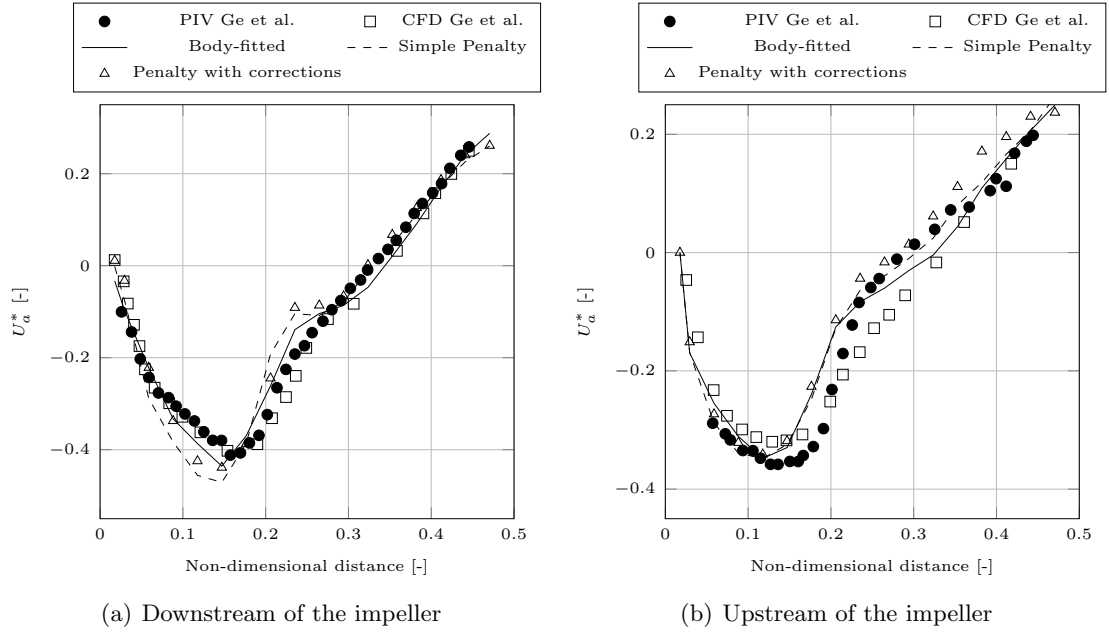 PIV Ge et al. CFD Ge et al.
Body-fitted Simple Penalty
Penalty with corrections
0.2
0
−0.2
−0.4
U*a [-]
0 0.1 0.2 0.3 0.4 0.5
Non-dimensional distance [-]
(a) Downstream of the impeller
PIV Ge et al. CFD Ge et al.
Body-fitted Simple Penalty
Penalty with corrections
0.2
0
−0.2
−0.4
U*a [-]
0 0.1 0.2 0.3 0.4 0.5
Non-dimensional distance [-]
(b) Upstream of the impeller